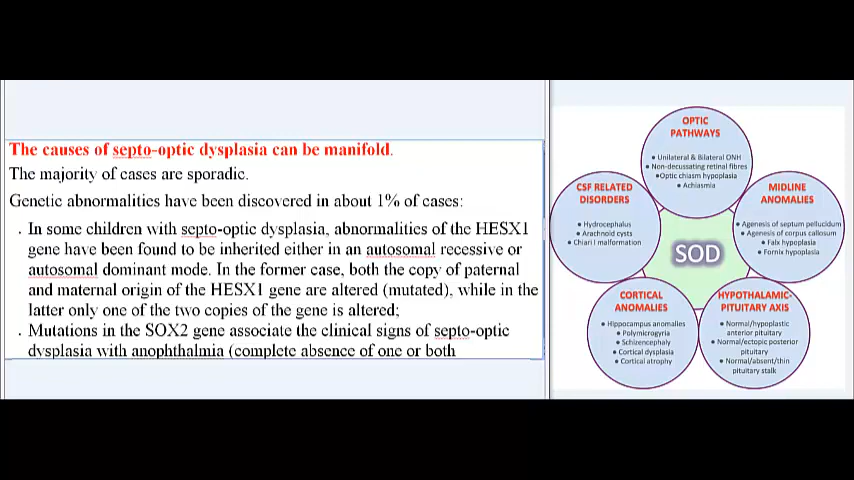 The causes of septo-optic dysplasia can be manifold.
The majority of cases are sporadic.
Genetic abnormalities have been discovered in about 1% of cases:
. In some children with septo-optic dysplasia, abnormalities of the HESX1
gene have been found to be inherited either in an autosomal recessive or
autosomal dominant mode. In the former case, both the copy of paternal
and maternal origin of the HESX1 gene are altered (mutated), while in the
latter only one of the two copies of the gene is altered;
. Mutations in the SOX2 gene associate the clinical signs of septo-optic
dysplasia with anophthalmia (complete absence of one or both
OPTIC
PATHWAYS
● Unilateral & Bilateral ONH
● Non-decussating retinal fibres
●Optic chiasm hypoplasia
● Achiasmia
CSF RELATED
DISORDERS
● Hydrocephalus
● Arachnoid cysts
● Chiari I malformation
MIDLINE
ANOMALIES
● Agenesis of septum pellucidum
● Agenesis of corpus callosum
● Falx hypoplasia
● Fornix hypoplasia
SOD
CORTICAL
ANOMALIES
●Hippocampus anomalies
● Polymicrogyria
● Schizencephaly
● Cortical dysplasia
● Cortical atrophy
HYPOTHALAMIC-
PITUITARY AXIS
● Normal/hypoplastic
anterior pituitary
● Normal/ectopic posterior
pituitary
● Normal/absent/thin
pituitary stalk